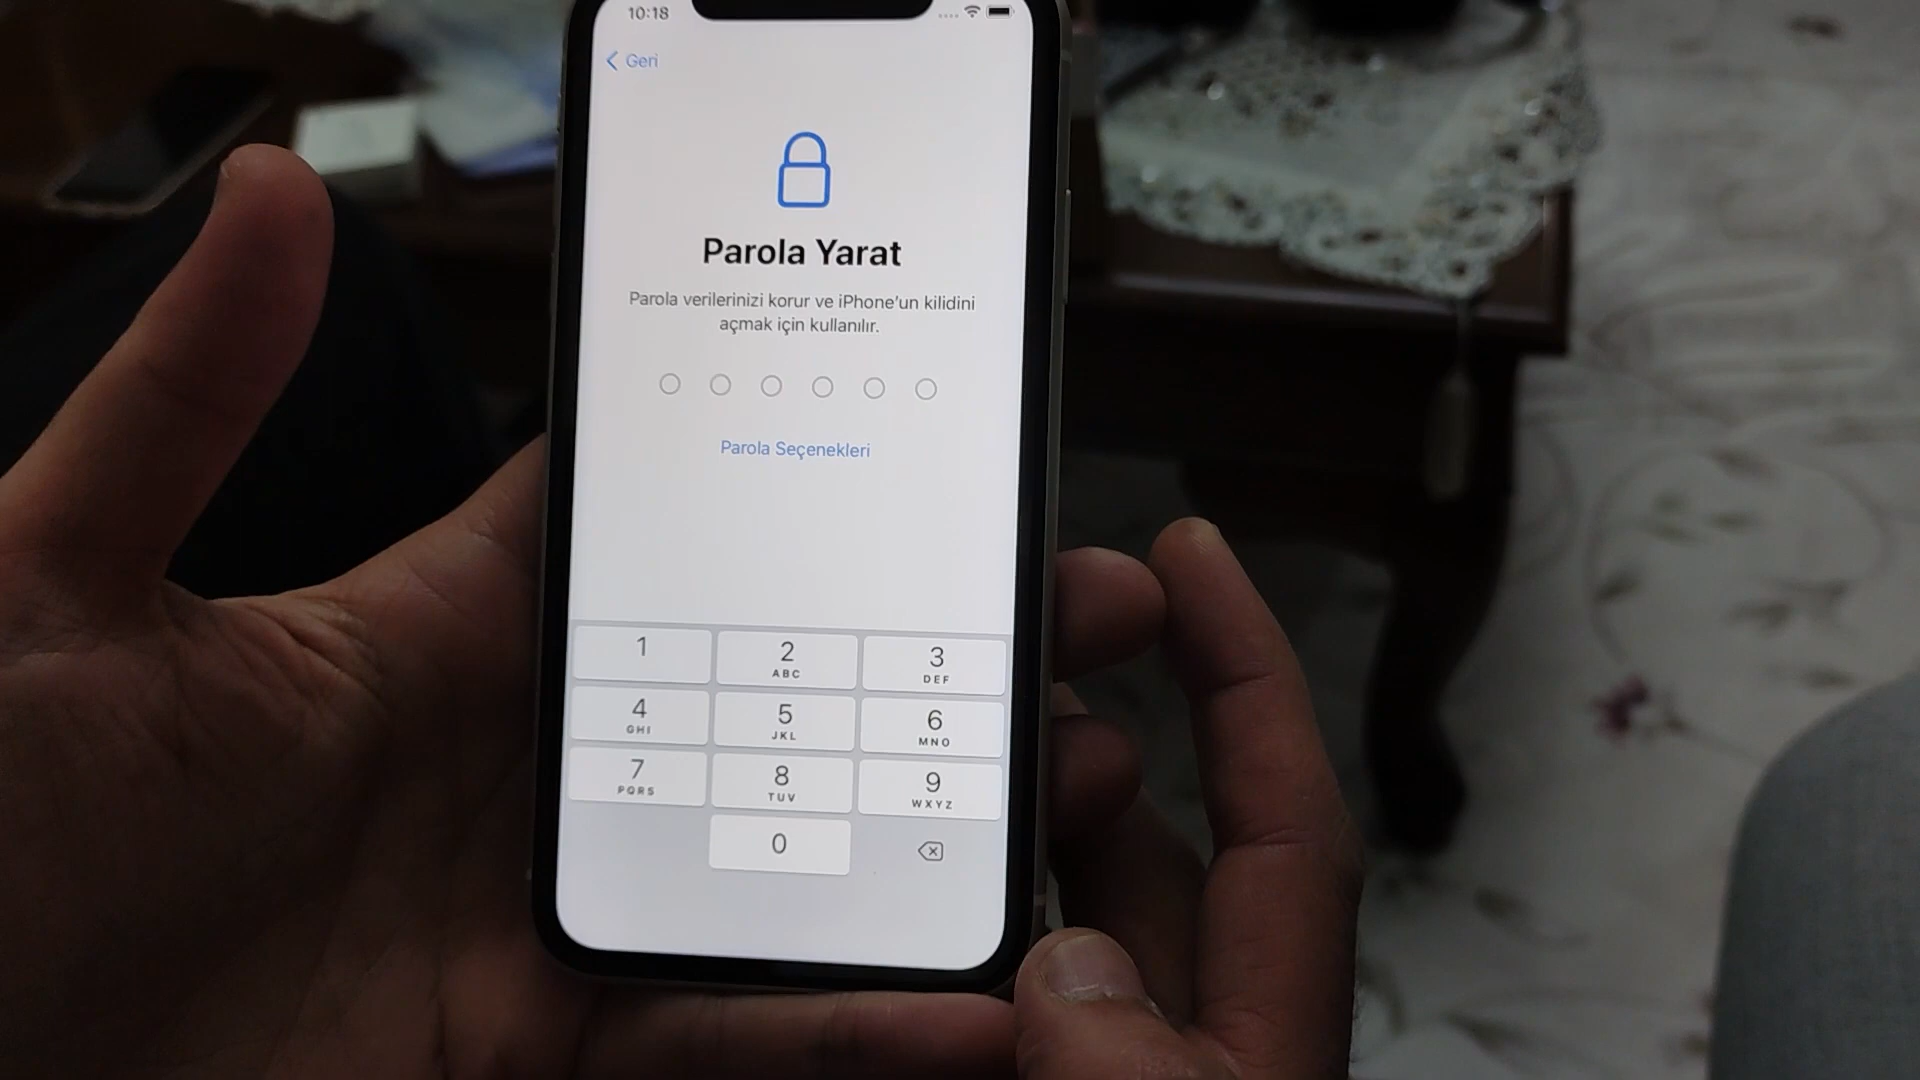 10:18
Geri
Parola Yarat
Parola verilerinizi korur ve iPhone'un kilidini
açmak için kullanılır.
Parola Seçenekleri
1
2
ABC
3
DEF
4
GHI
5
JKL
6
MNO
7
PQRS
8
TUV
9
WXYZ
0